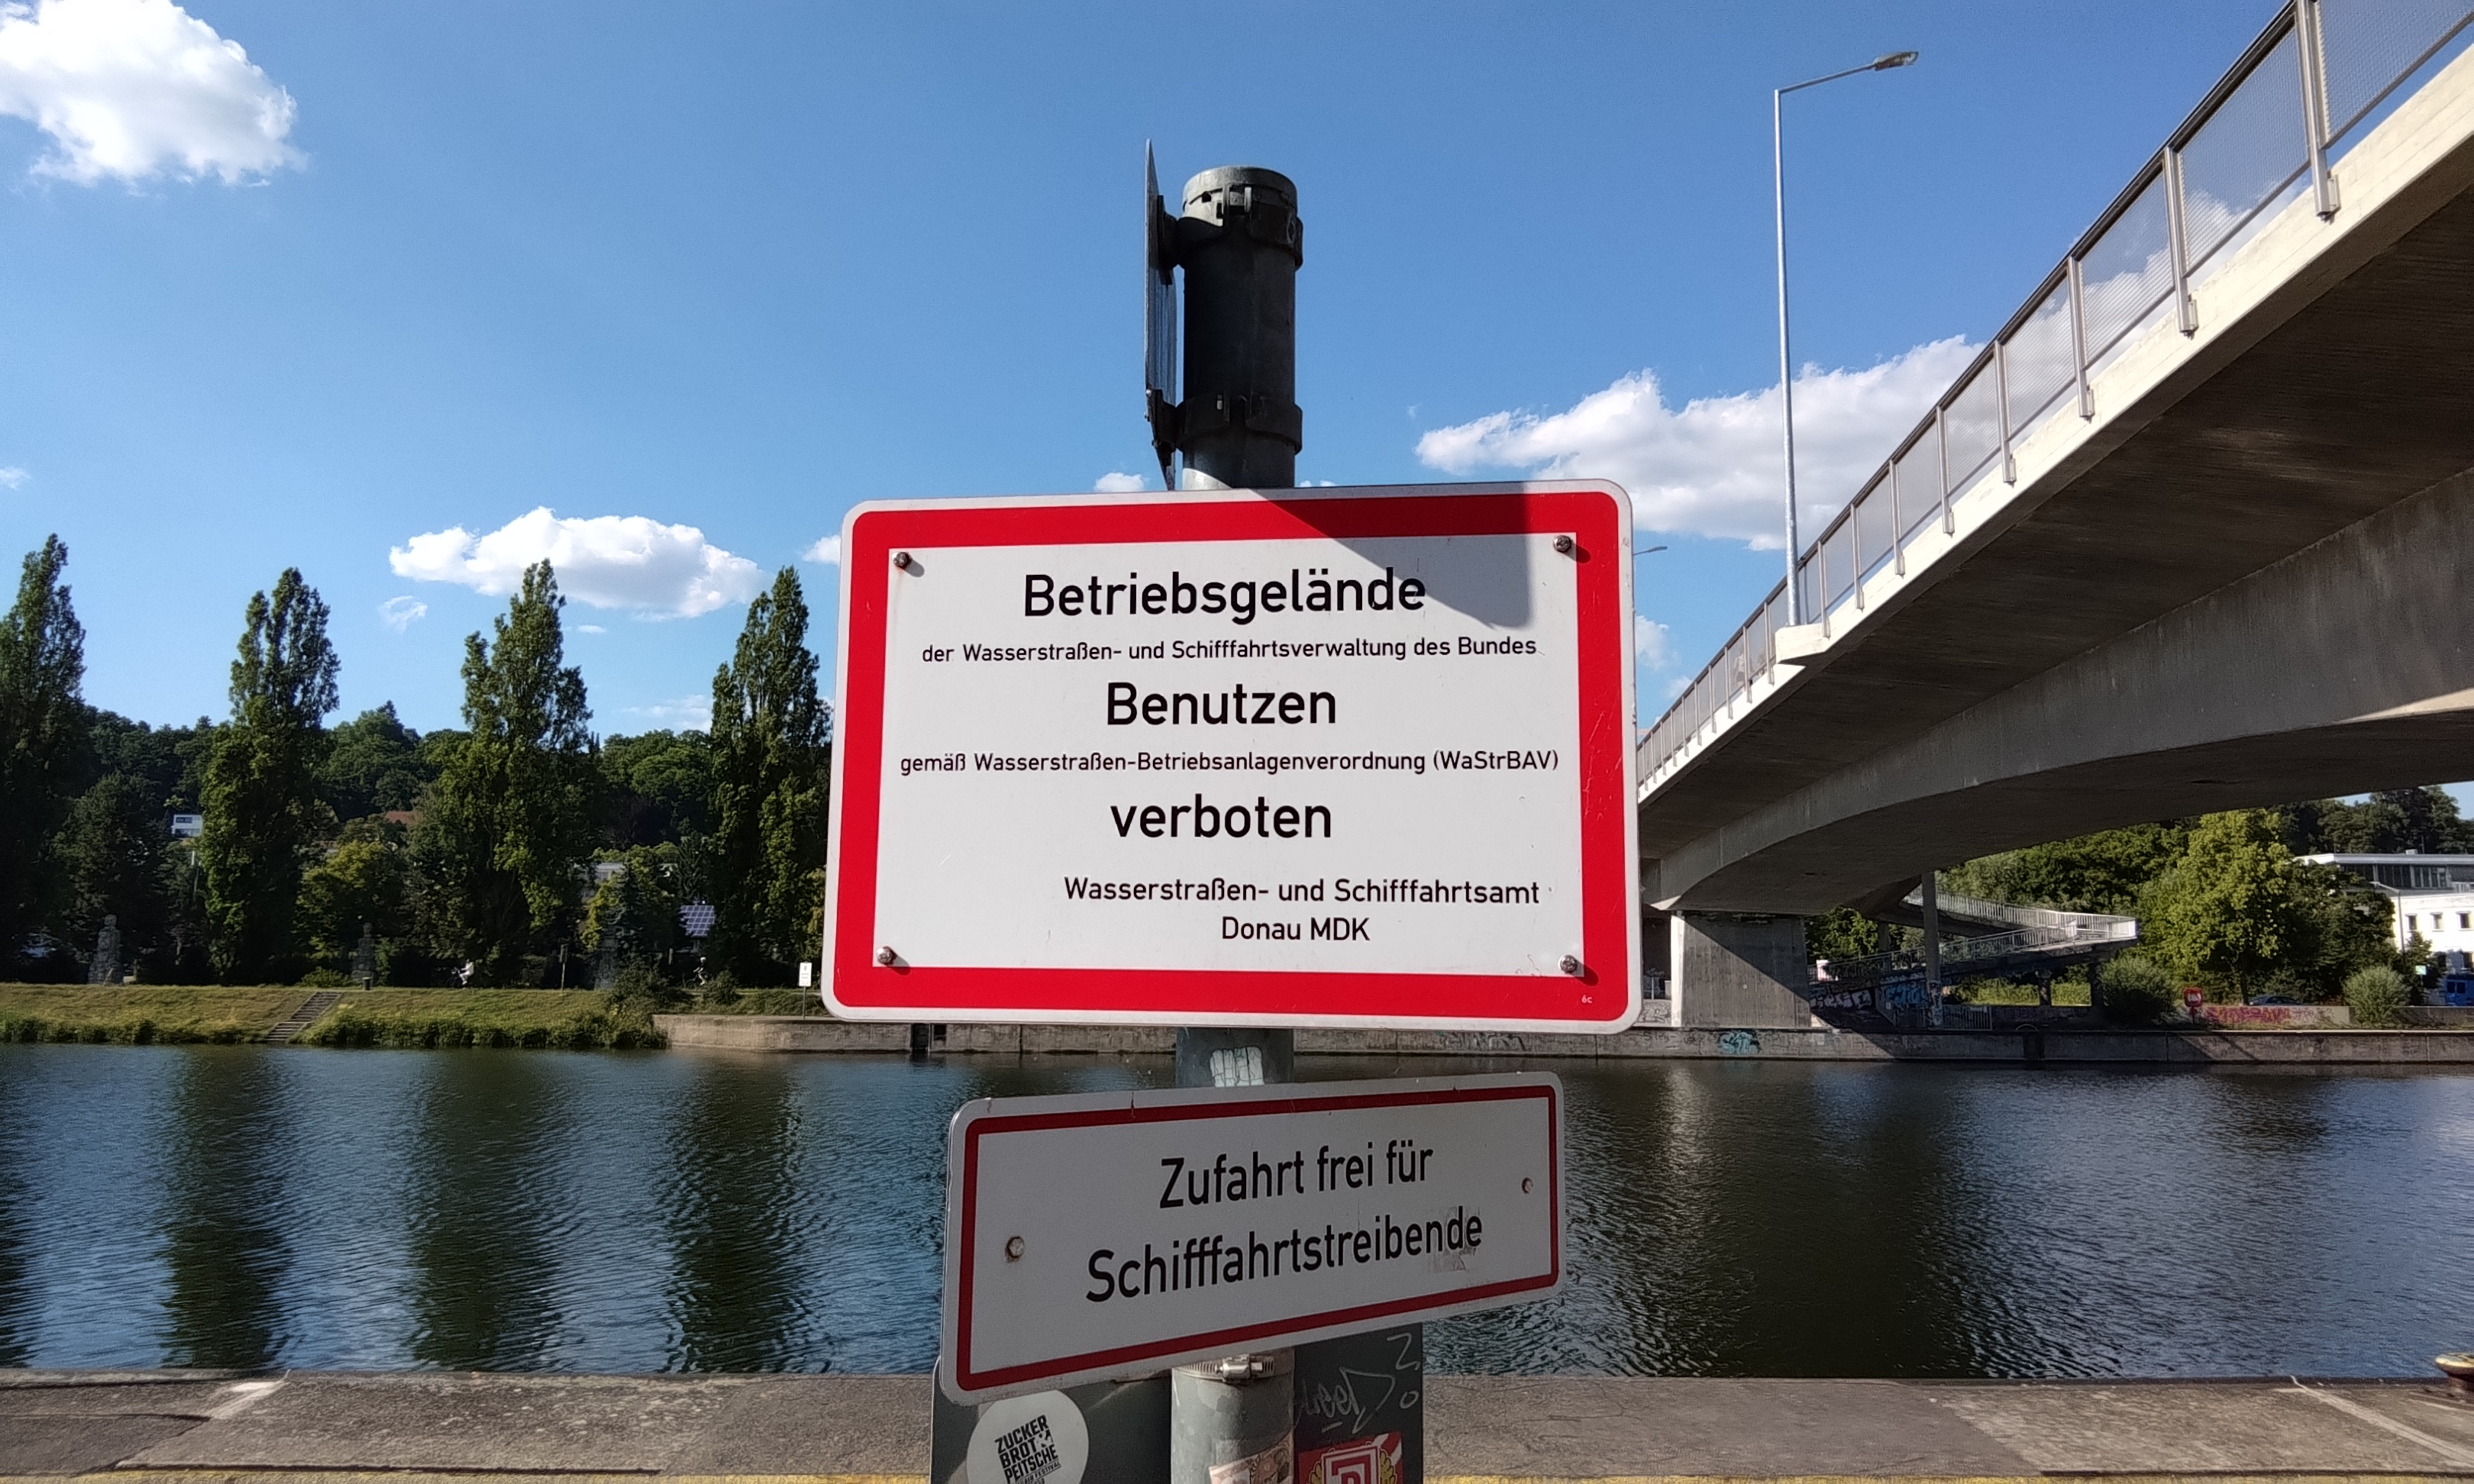 Betriebsgelände
der Wasserstraßen- und Schifffahrtsverwaltung des Bundes
Benutzen
gemäß Wasserstraßen-Betriebsanlagenverordnung (WaStrBAV)
verboten
Wasserstraßen- und Schifffahrtsamt
Donau MDK
6c
Zufahrt frei für
Schifffahrtstreibende
ZUCKER
BROT
PEITSCHE